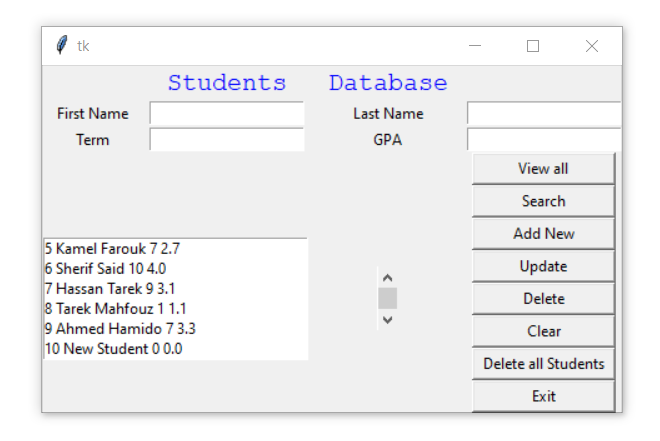 tk
Students Database
First Name Last Name
Term GPA
View all
Search
Add New
Update
Delete
Clear
Delete all Students
Exit
5 Kamel Farouk 7 2.7
6 Sherif Said 10 4.0
7 Hassan Tarek 9 3.1
8 Tarek Mahfouz 1 1.1
9 Ahmed Hamido 7 3.3
10 New Student 0 0.0